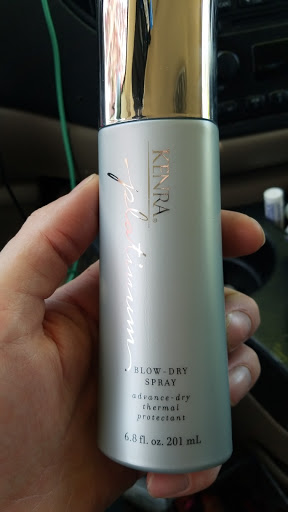 KENRA®
platinum
BLOW-DRY
SPRAY
advance-dry
thermal
protectant
6.8 fl. oz. 201 mL